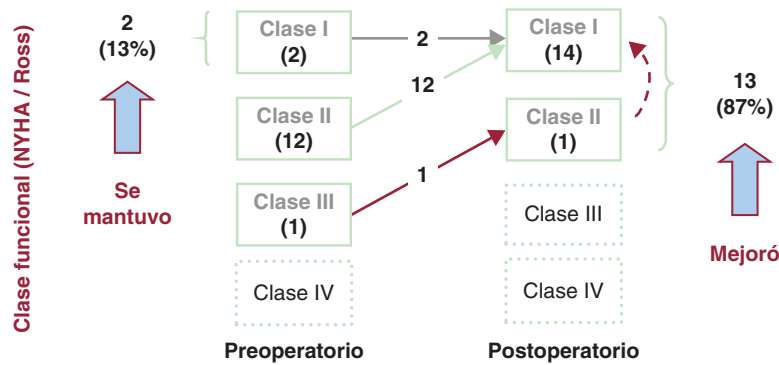 Clase funcional (NYHA / Ross)
2
(13%)
Se
mantuvo
Clase I
(2)
Clase II
(12)
Clase III
(1)
Clase IV
Preoperatorio
2
12
1
Clase I
(14)
Clase II
(1)
Clase III
Clase IV
Postoperatorio
13
(87%)
Mejoró